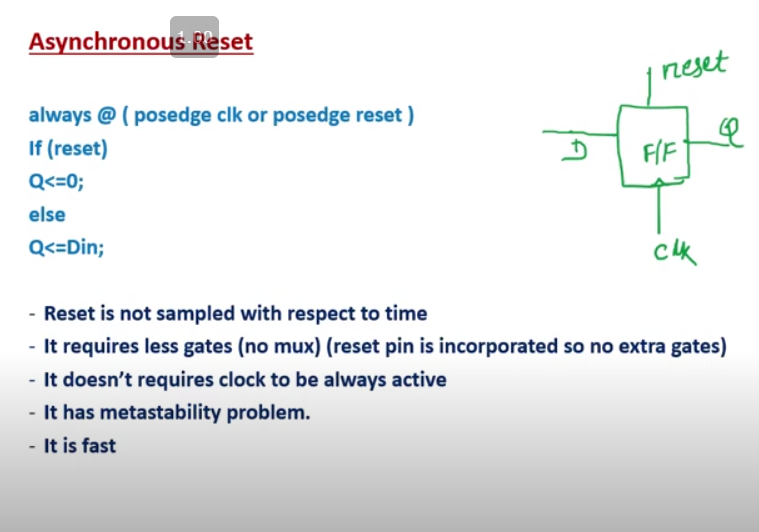 Asynchronous Reset
1.00
always @ ( posedge clk or posedge reset )
If (reset)
Q<=0;
else
Q<=Din;
reset
D
F/F
Q
clk
- Reset is not sampled with respect to time
- It requires less gates (no mux) (reset pin is incorporated so no extra gates)
- It doesn't requires clock to be always active
- It has metastability problem.
- It is fast